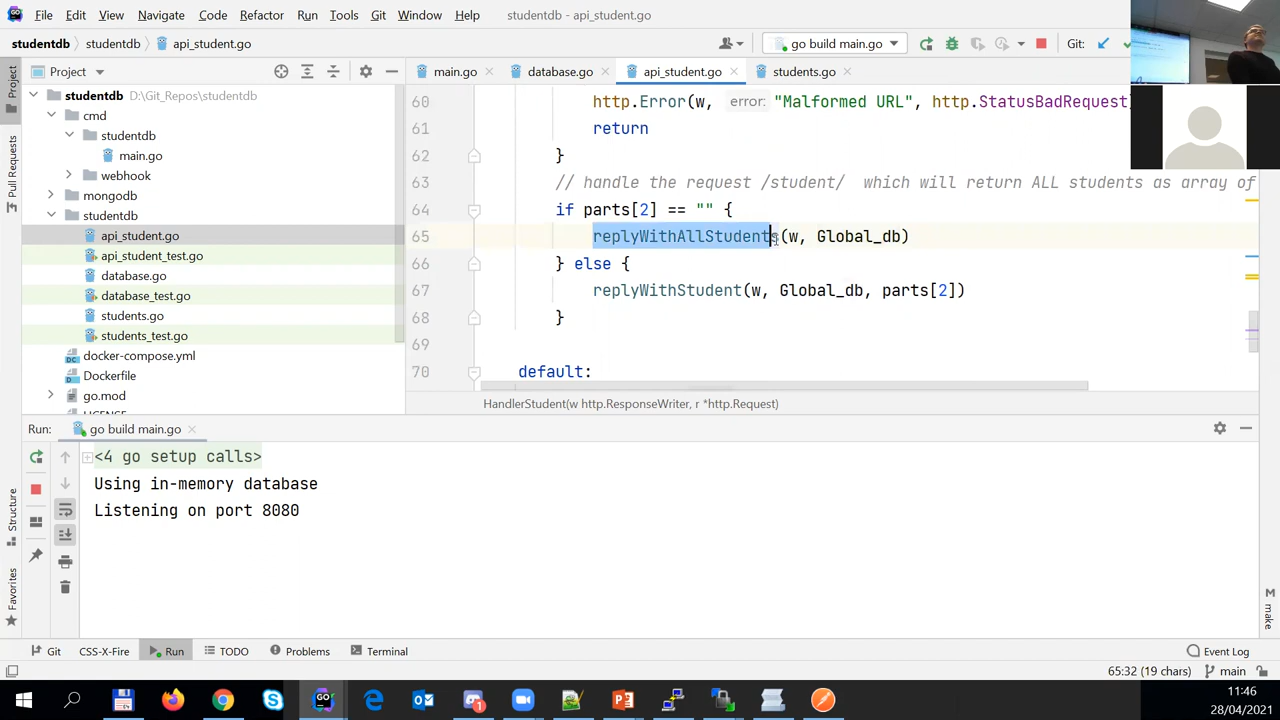 File Edit View Navigate Code Refactor Run Tools Git Window Help studentdb - api_student.go
studentdb studentdb api_student.go go build main.go Git:
Project main.go database.go api_student.go students.go
studentdb D:\Git_Repos\studentdb
cmd
studentdb
main.go
webhook
mongodb
studentdb
api_student.go
api_student_test.go
database.go
database_test.go
students.go
students_test.go
docker-compose.yml
Dockerfile
go.mod
LICENSE
Project
Pull Requests
Structure
Favorites
60 http.Error(w, error: "Malformed URL", http.StatusBadRequest)
61 return
62 }
63 // handle the request /student/ which will return ALL students as array of
64 if parts[2] == "" {
65 replyWithAllStudents(w, Global_db)
66 } else {
67 replyWithStudent(w, Global_db, parts[2])
68 }
69
70 default:
HandlerStudent(w http.ResponseWriter, r *http.Request)
Run: go build main.go
<4 go setup calls>
Using in-memory database
Listening on port 8080
make
Git CSS-X-Fire Run TODO Problems Terminal Event Log
65:32 (19 chars) main
11:46
28/04/2021